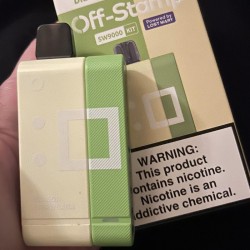 Off-Stamp
SW9000 KIT
Powered by
LOST MARY
WARNING:
This product
contains nicotine.
Nicotine is an
addictive chemical.